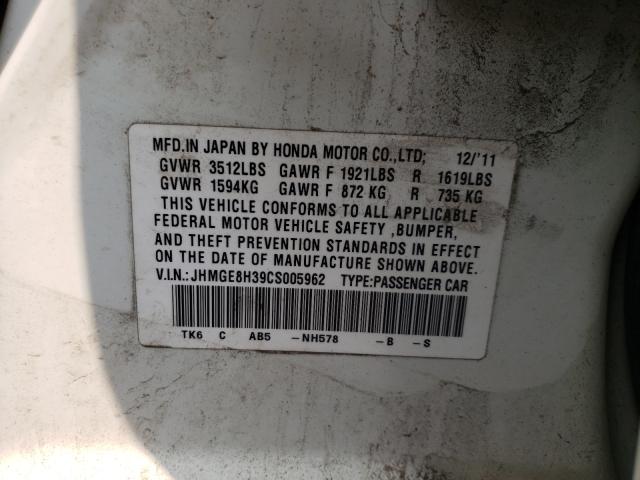 MFD.IN JAPAN BY HONDA MOTOR CO.,LTD; 12/'11
GVWR 3512LBS GAWR F 1921LBS R 1619LBS
GVWR 1594KG GAWR F 872 KG R 735 KG
THIS VEHICLE CONFORMS TO ALL APPLICABLE
FEDERAL MOTOR VEHICLE SAFETY ,BUMPER,
AND THEFT PREVENTION STANDARDS IN EFFECT
ON THE DATE OF MANUFACTURE SHOWN ABOVE.
V.I.N.:JHMGE8H39CS005962 TYPE:PASSENGER CAR
TK6 C AB5 -NH578 -B -S